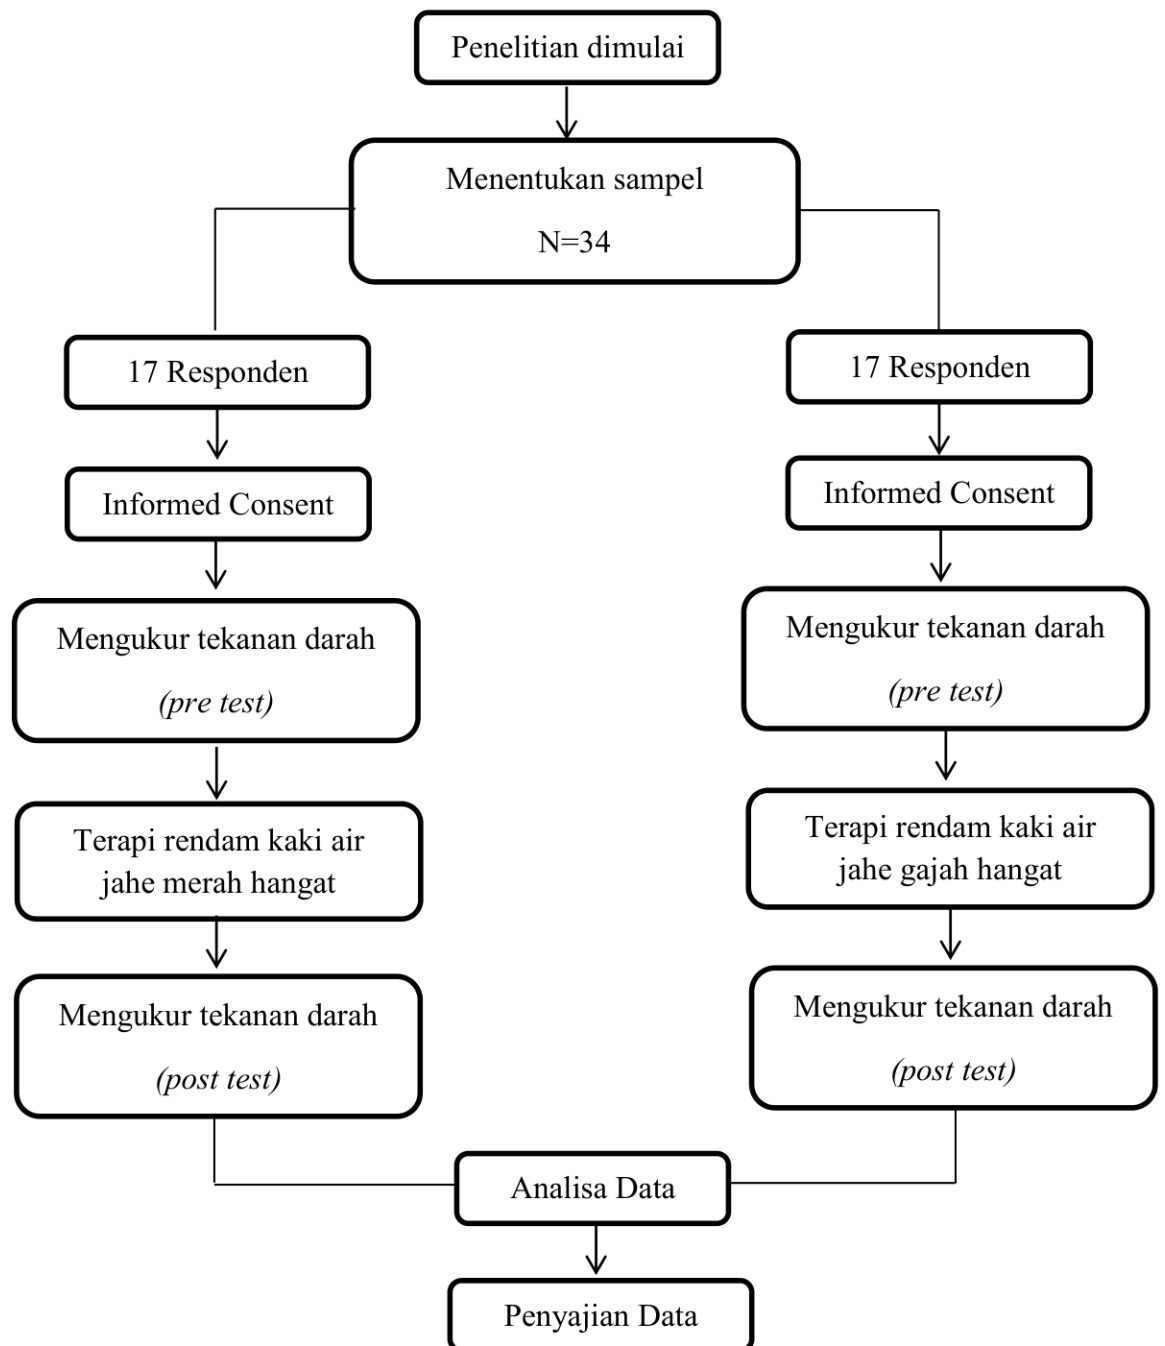 Penelitian dimulai
Menentukan sampel
N=34
17 Responden
Informed Consent
Mengukur tekanan darah
(pre test)
Terapi rendam kaki air
jahe merah hangat
Mengukur tekanan darah
(post test)
17 Responden
Informed Consent
Mengukur tekanan darah
(pre test)
Terapi rendam kaki air
jahe gajah hangat
Mengukur tekanan darah
(post test)
Analisa Data
Penyajian Data